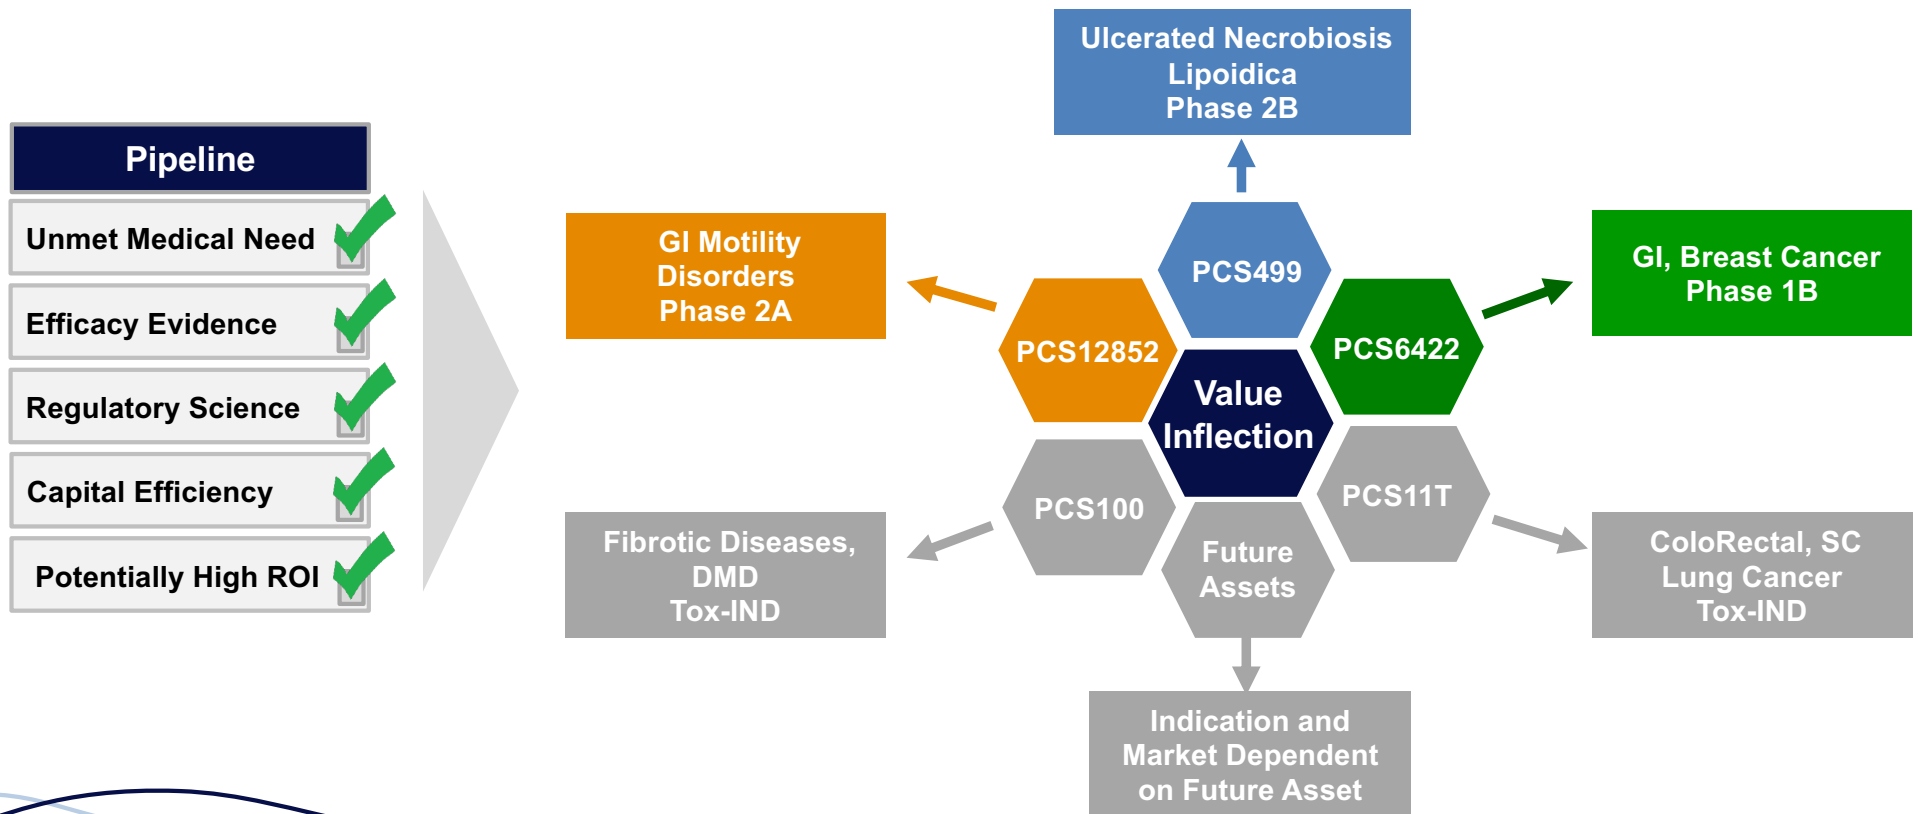 Pipeline
Unmet Medical Need
Efficacy Evidence
Regulatory Science
Capital Efficiency
Potentially High ROI
Ulcerated Necrobiosis
Lipoidica
Phase 2B
GI Motility
Disorders
Phase 2A
GI, Breast Cancer
Phase 1B
PCS499
PCS12852
PCS6422
Value
Inflection
PCS100
PCS11T
Future
Assets
Fibrotic Diseases,
DMD
Tox-IND
ColoRectal, SC
Lung Cancer
Tox-IND
Indication and
Market Dependent
on Future Asset